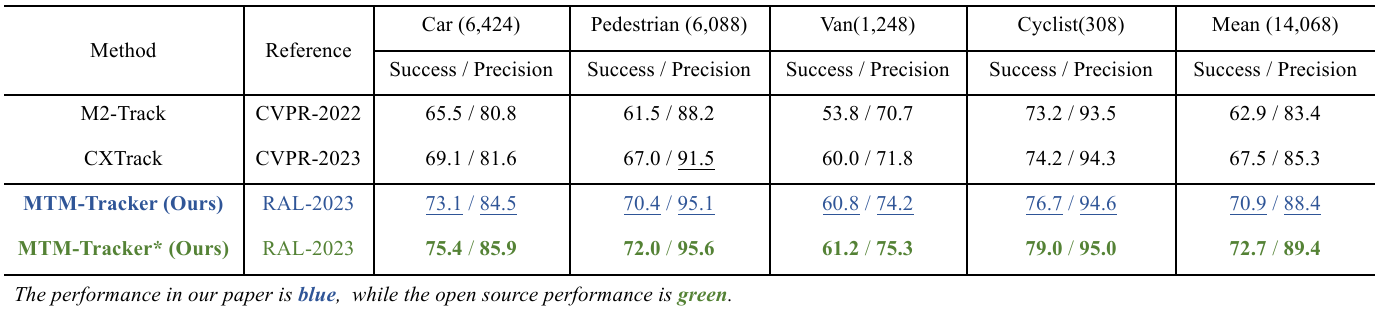 Method Reference Car (6,424) Pedestrian (6,088) Van(1,248) Cyclist(308) Mean (14,068)
Success / Precision Success / Precision Success / Precision Success / Precision Success / Precision
M2-Track CVPR-2022 65.5 / 80.8 61.5 / 88.2 53.8 / 70.7 73.2 / 93.5 62.9 / 83.4
CXTrack CVPR-2023 69.1 / 81.6 67.0 / 91.5 60.0 / 71.8 74.2 / 94.3 67.5 / 85.3
MTM-Tracker (Ours) RAL-2023 73.1 / 84.5 70.4 / 95.1 60.8 / 74.2 76.7 / 94.6 70.9 / 88.4
MTM-Tracker* (Ours) RAL-2023 75.4 / 85.9 72.0 / 95.6 61.2 / 75.3 79.0 / 95.0 72.7 / 89.4
The performance in our paper is blue, while the open source performance is green.